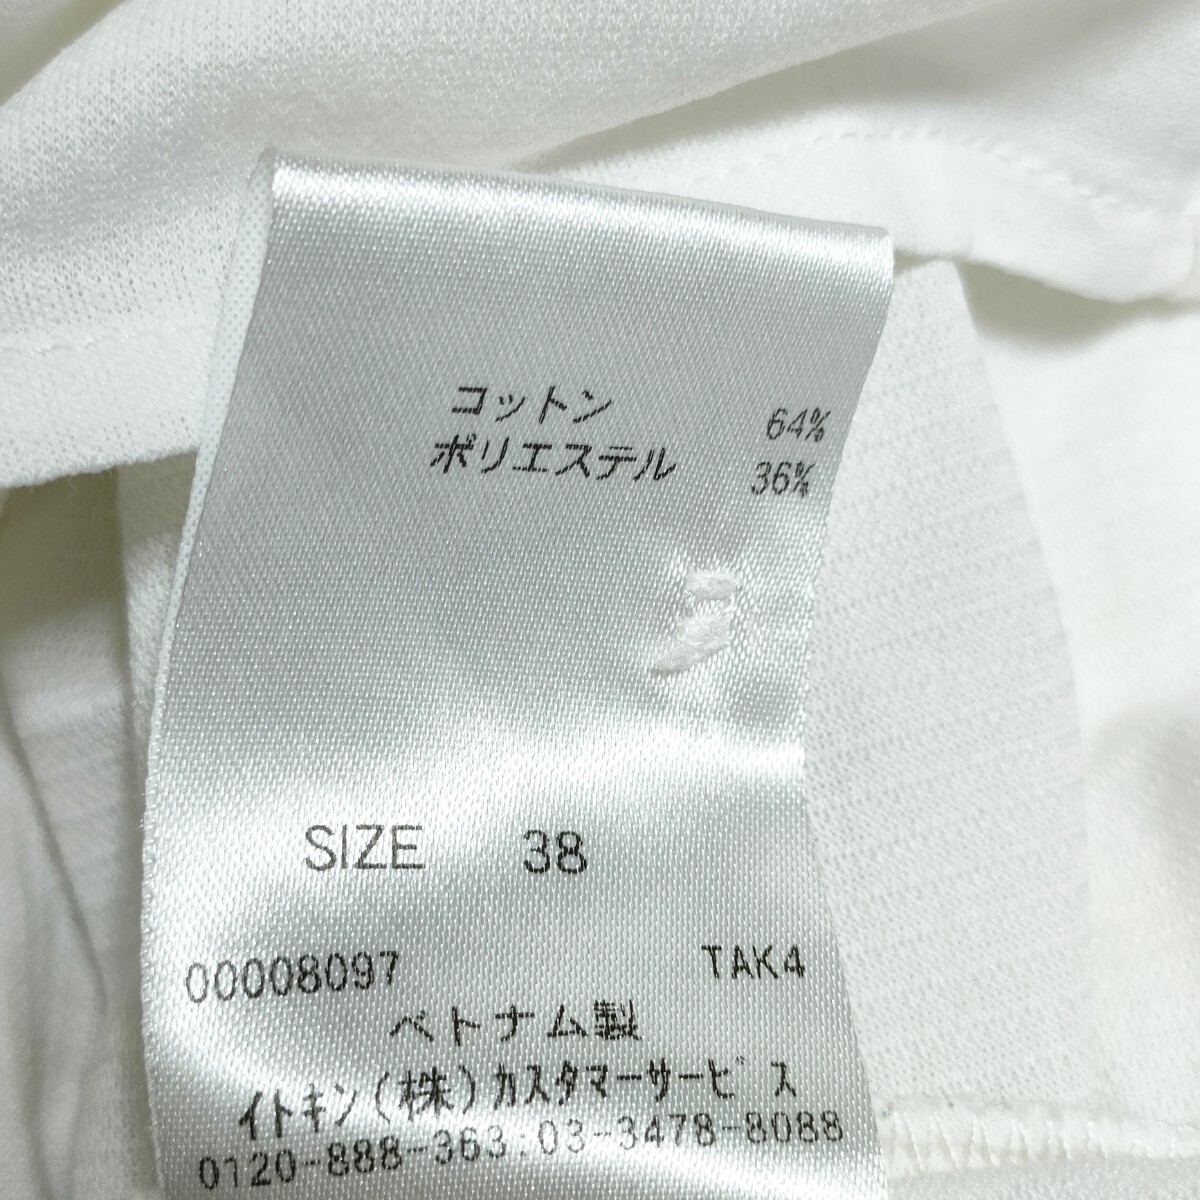 コットン 64%
ポリエステル 36%
SIZE 38
00008097 TAK4
ベトナム製
イトキン(株)カスタマーサービス
0120-888-363:03-3478-8088